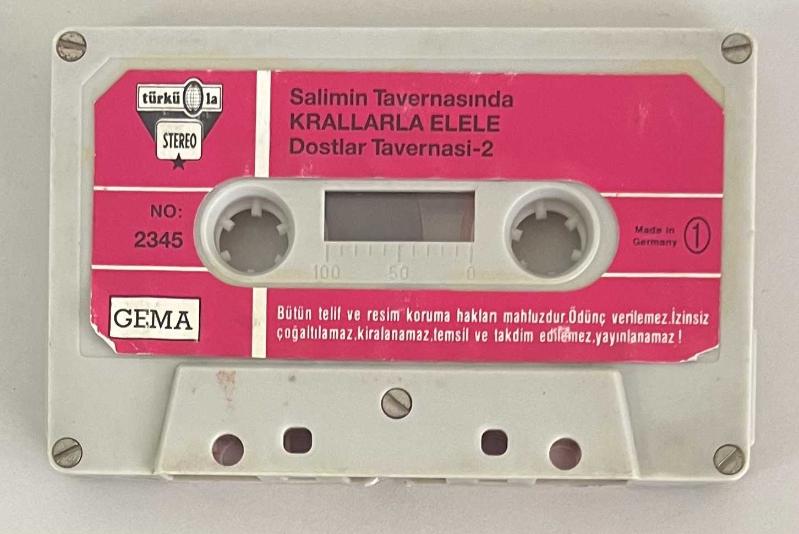 türkü la
STEREO
Salimin Tavernasında
KRALLARLA ELELE
Dostlar Tavernasi-2
NO:
2345
100 50 0
Made in
Germany
1
GEMA
Bütün telif ve resim koruma hakları mahfuzdur.Ödünç verilemez.İzinsiz
çoğaltılamaz,kiralanamaz,temsil ve takdim edilemez,yayınlanamaz!